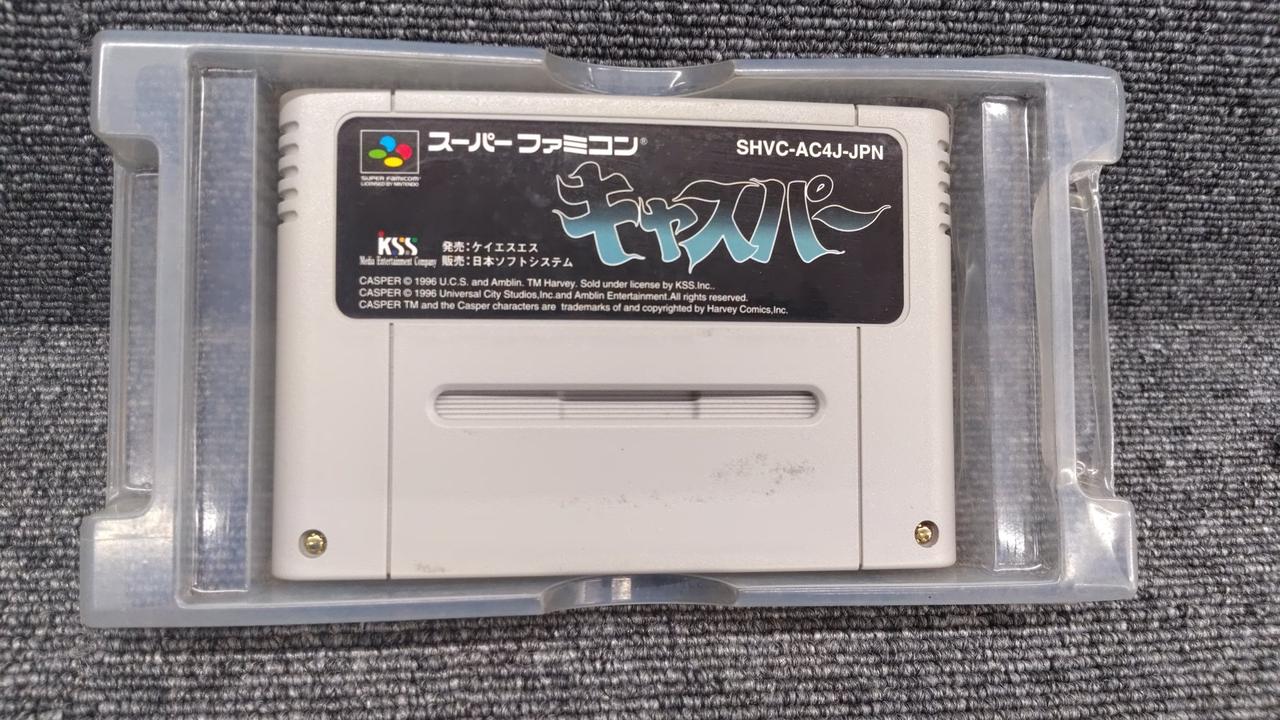 スーパーファミコン®
SHVC-AC4J-JPN
SUPER FAMICOM
LICENSED BY NINTENDO
キャスパー
KSS
Media Entertainment Company
発売:ケイエスエス
販売:日本ソフトシステム
CASPER © 1996 U.C.S. and Amblin. TM Harvey. Sold under license by KSS.Inc..
CASPER © 1996 Universal City Studios,Inc.and Amblin Entertainment.All rights reserved.
CASPER TM and the Casper characters are trademarks of and copyrighted by Harvey Comics,Inc.